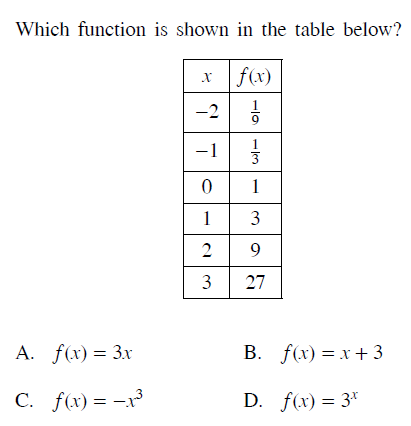 Which function is shown in the table below?
x f(x)
−2 1/9
−1 1/3
0 1
1 3
2 9
3 27
A. f(x) = 3x B. f(x) = x + 3
C. f(x) = −x³ D. f(x) = 3ˣ